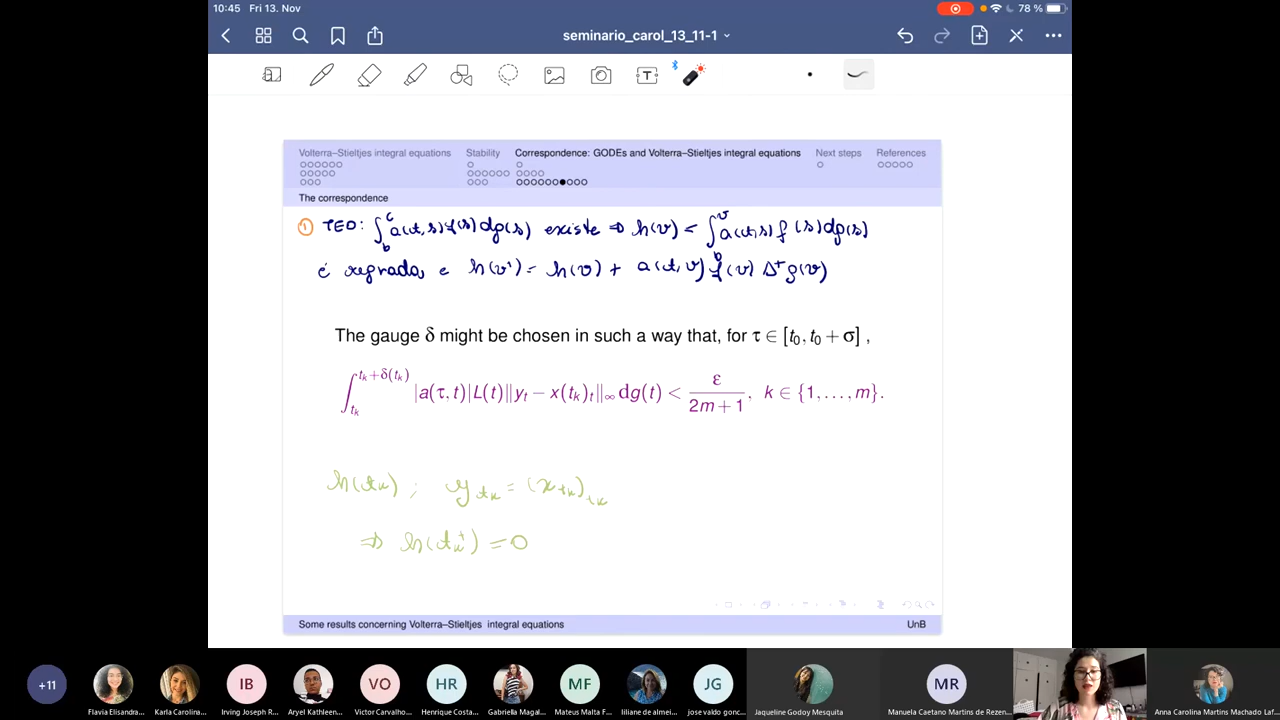 10:45 Fri 13. Nov
78 %
seminario_carol_13_11-1
Volterra–Stieltjes integral equations
Stability
Correspondence: GODEs and Volterra–Stieltjes integral equations
Next steps
References
The correspondence
① TEO: ∫_b^c a(t,s)f(s)dg(s) existe ⇒ h(v) = ∫_b^v a(t,s) f(s)dg(s)
é regrada, e h(v⁺) = h(v) + a(t,v) f(v) Δ⁺g(v)
The gauge δ might be chosen in such a way that, for τ ∈ [t₀, t₀ + σ] ,
∫_{t_k}^{t_k+δ(t_k)} |a(τ,t)|L(t)‖y_t − x(t_k)_t‖_∞ dg(t) < ε/(2m+1), k ∈ {1,…,m}.
h(t_k) ; y_{t_k} = (x_{t_k})_{t_k}
⇒ h(t_k⁺) = 0
Some results concerning Volterra–Stieltjes integral equations
UnB
+11
IB
VO
HR
MF
JG
MR
Flavia Elisandra...
Karla Carolina...
Irving Joseph R...
Aryel Kathleen...
Victor Carvalho...
Henrique Costa...
Gabriella Magal...
Mateus Malta F...
liliane de almei...
jose valdo gonc...
Jaqueline Godoy Mesquita
Manuela Caetano Martins de Rezen...
Anna Carolina Martins Machado Laf...